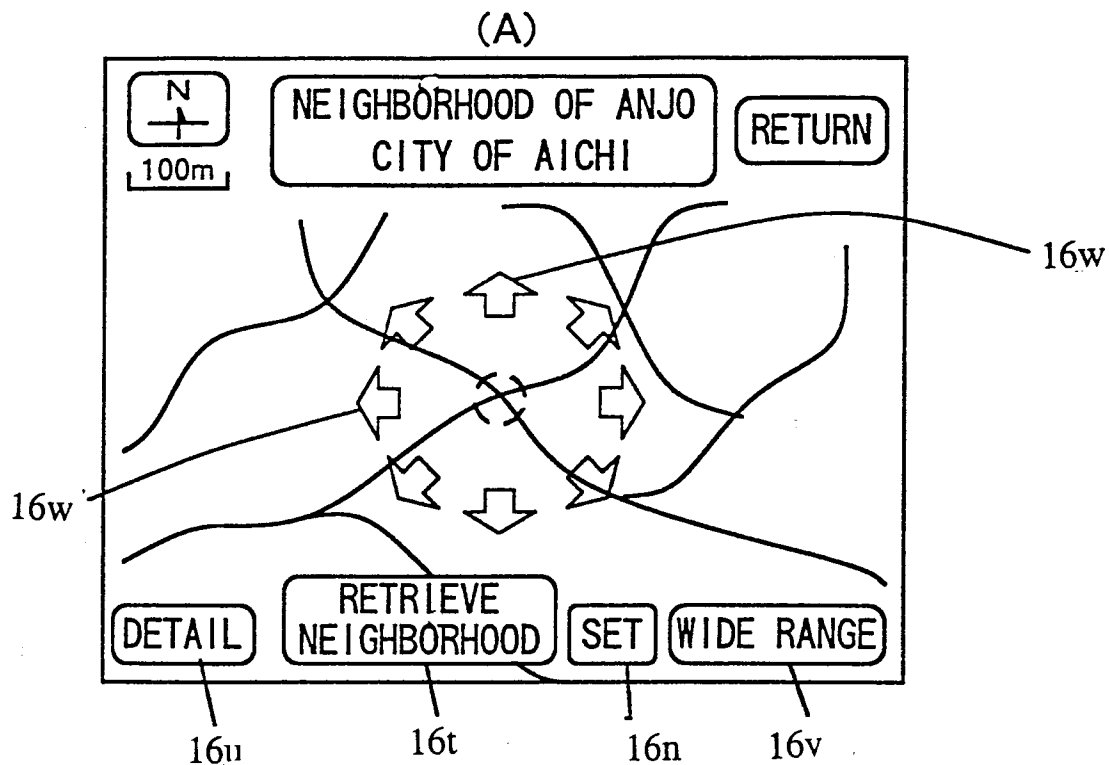 (A)
N
100m
NEIGHBORHOOD OF ANJO
CITY OF AICHI
RETURN
16w
16w
DETAIL
RETRIEVE
NEIGHBORHOOD
SET
WIDE RANGE
16u
16t
16n
16v